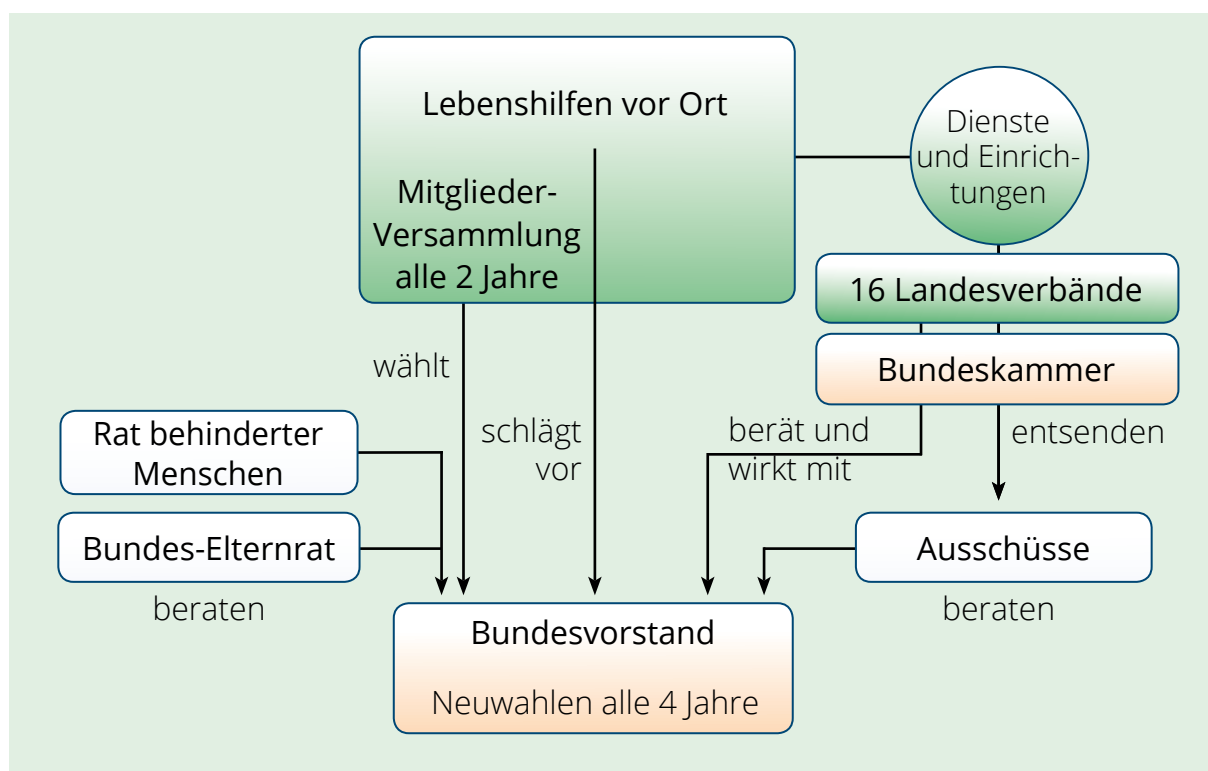 Lebenshilfen vor Ort
Mitglieder-
Versammlung
alle 2 Jahre
Dienste
und Einrich-
tungen
16 Landesverbände
Bundeskammer
wählt
schlägt
vor
berät und
wirkt mit
entsenden
Rat behinderter
Menschen
Bundes-Elternrat
beraten
Ausschüsse
beraten
Bundesvorstand
Neuwahlen alle 4 Jahre